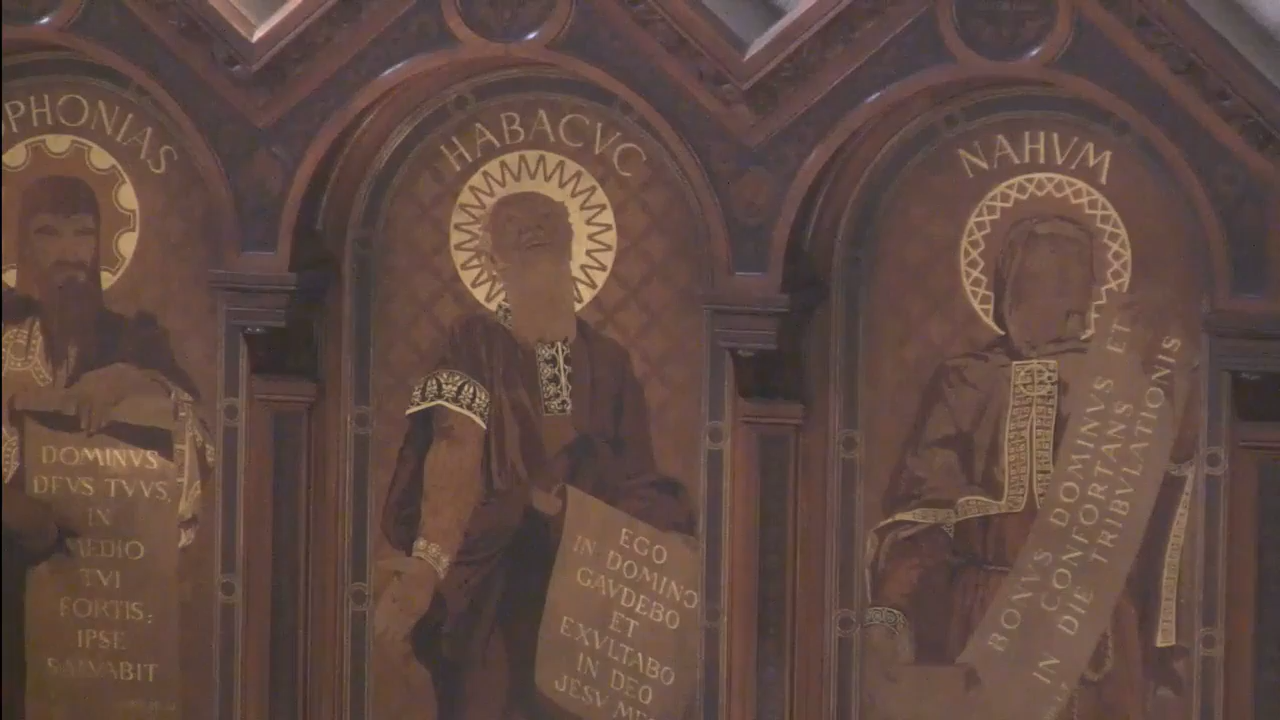 PHONIAS
DOMINVS
DEVS TVVS,
IN
MEDIO
TVI
FORTIS;
IPSE
SALVABIT
HABACVC
EGO
IN DOMINO
GAVDEBO
ET
EXVLTABO
IN DEO
JESV
NAHVM
BONVS DOMINVS ET
CONFORTANS
IN DIE TRIBVLATIONIS